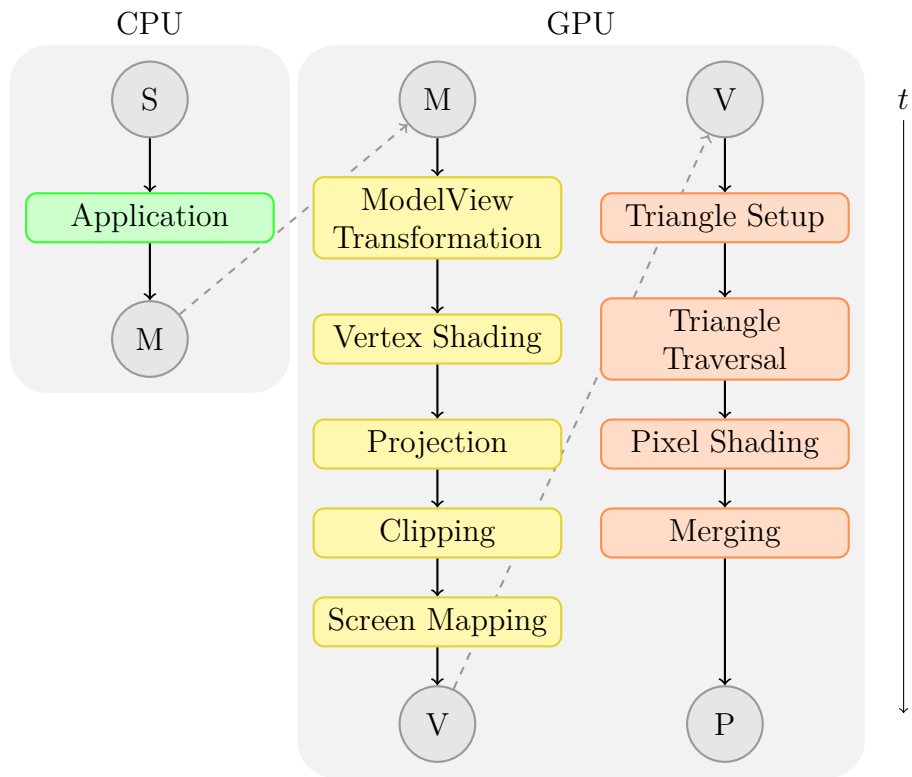 CPU
GPU
S
Application
M
M
ModelView
Transformation
Vertex Shading
Projection
Clipping
Screen Mapping
V
V
Triangle Setup
Triangle
Traversal
Pixel Shading
Merging
P
t